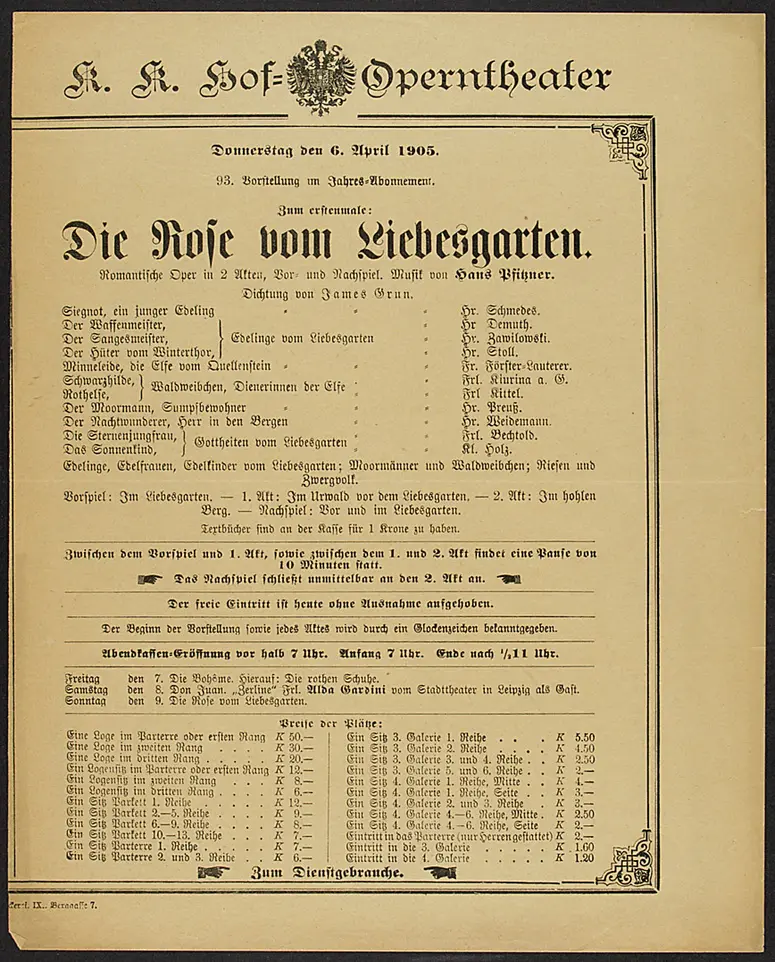 K. K. Hof-Operntheater
Donnerstag den 6. April 1905.
93. Vorstellung im Jahres-Abonnement.
Zum erstenmale:
Die Rose vom Liebesgarten.
Romantische Oper in 2 Akten, Vor- und Nachspiel. Musik von Hans Pfitzner.
Dichtung von James Grun.
Siegnot, ein junger Edeling Hr. Schmedes.
Der Waffenmeister, Hr Demuth.
Der Sangesmeister, Edelinge vom Liebesgarten Hr. Zawilowski.
Der Hüter vom Winterthor, Hr. Stoll.
Minneleide, die Elfe vom Quellenstein Fr. Förster-Lauterer.
Schwarzhilde, Waldweibchen, Dienerinnen der Elfe Frl. Kiurina a. G.
Rothelse, Frl Kittel.
Der Moormann, Sumpfbewohner Hr. Preuß.
Der Nachtwunderer, Herr in den Bergen Hr. Weidemann.
Die Sternenjungfrau, Gottheiten vom Liebesgarten Frl. Bechtold.
Das Sonnenkind, Kl. Holz.
Edelinge, Edelfrauen, Edelkinder vom Liebesgarten; Moormänner und Waldweibchen; Riesen und
Zwergvolk.
Vorspiel: Im Liebesgarten. — 1. Akt: Im Urwald vor dem Liebesgarten. — 2. Akt: Im hohlen
Berg. — Nachspiel: Vor und im Liebesgarten.
Textbücher sind an der Kasse für 1 Krone zu haben.
Zwischen dem Vorspiel und 1. Akt, sowie zwischen dem 1. und 2. Akt findet eine Pause von
10 Minuten statt.
Das Nachspiel schließt unmittelbar an den 2. Akt an.
Der freie Eintritt ist heute ohne Ausnahme aufgehoben.
Der Beginn der Vorstellung sowie jedes Aktes wird durch ein Glockenzeichen bekanntgegeben.
Abendkassen-Eröffnung vor halb 7 Uhr. Anfang 7 Uhr. Ende nach ½11 Uhr.
Freitag den 7. Die Bohême. Hierauf: Die rothen Schuhe.
Samstag den 8. Don Juan. „Zerline" Frl. Alda Gardini vom Stadttheater in Leipzig als Gast.
Sonntag den 9. Die Rose vom Liebesgarten.
Preise der Plätze:
Eine Loge im Parterre oder ersten Rang K 50.— Ein Sitz 3. Galerie 1. Reihe . . . K 5.50
Eine Loge im zweiten Rang . . . . K 30.— Ein Sitz 3. Galerie 2. Reihe . . . . K 4.50
Eine Loge im dritten Rang . . . . K 20.— Ein Sitz 3. Galerie 3. und 4. Reihe . . K 2.50
Ein Logensitz im Parterre oder ersten Rang K 12.— Ein Sitz 3. Galerie 5. und 6. Reihe . . K 2.—
Ein Logensitz im zweiten Rang . . . K 8.— Ein Sitz 4. Galerie 1. Reihe, Mitte . . K 4.—
Ein Logensitz im dritten Rang . . . K 6.— Ein Sitz 4. Galerie 1. Reihe, Seite . . K 3.—
Ein Sitz Parkett 1. Reihe . . . . . K 12.— Ein Sitz 4. Galerie 2. und 3. Reihe . K 3.—
Ein Sitz Parkett 2.—5. Reihe . . . . K 9.— Ein Sitz 4. Galerie 4.—6. Reihe, Mitte . K 2.50
Ein Sitz Parkett 6.—9. Reihe . . . . K 8.— Ein Sitz 4. Galerie 4.—6. Reihe, Seite K 2.—
Ein Sitz Parkett 10.—13. Reihe . . . K 7.— Eintritt in das Parterre (nur Herren gestattet) K 2.—
Ein Sitz Parterre 1. Reihe . . . . . K 7.— Eintritt in die 3. Galerie . . . . . K 1.60
Ein Sitz Parterre 2. und 3. Reihe . . K 6.— Eintritt in die 4. Galerie . . . . . K 1.20
Zum Dienstgebrauche.
IX., Berggasse 7.